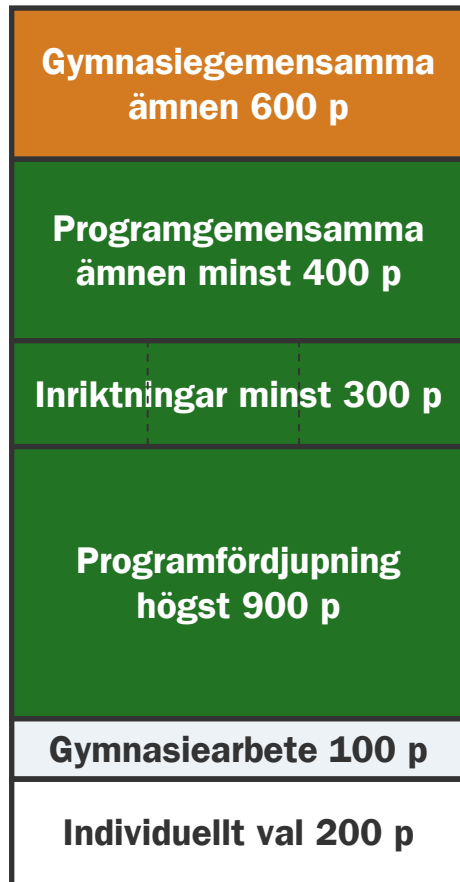 Gymnasiegemensamma
ämnen 600 p
Programgemensamma
ämnen minst 400 p
Inriktningar minst 300 p
Programfördjupning
högst 900 p
Gymnasiearbete 100 p
Individuellt val 200 p